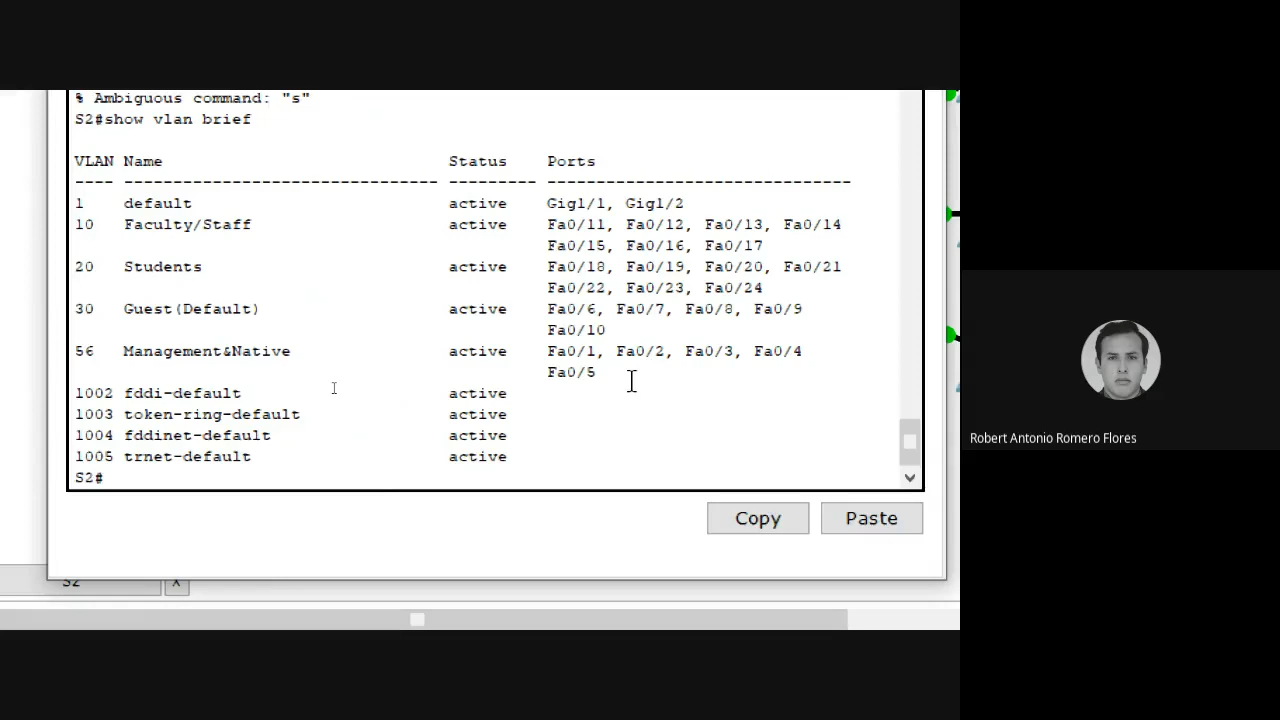 % Ambiguous command: "s"
S2#show vlan brief
VLAN Name                             Status    Ports
---- -------------------------------- --------- -------------------------------
1    default                          active    Gig1/1, Gig1/2
10   Faculty/Staff                    active    Fa0/11, Fa0/12, Fa0/13, Fa0/14
                                                Fa0/15, Fa0/16, Fa0/17
20   Students                         active    Fa0/18, Fa0/19, Fa0/20, Fa0/21
                                                Fa0/22, Fa0/23, Fa0/24
30   Guest(Default)                   active    Fa0/6, Fa0/7, Fa0/8, Fa0/9
                                                Fa0/10
56   Management&Native                active    Fa0/1, Fa0/2, Fa0/3, Fa0/4
                                                Fa0/5
1002 fddi-default                     active
1003 token-ring-default               active
1004 fddinet-default                  active
1005 trnet-default                    active
S2#
Copy Paste
S2 X
Robert Antonio Romero Flores